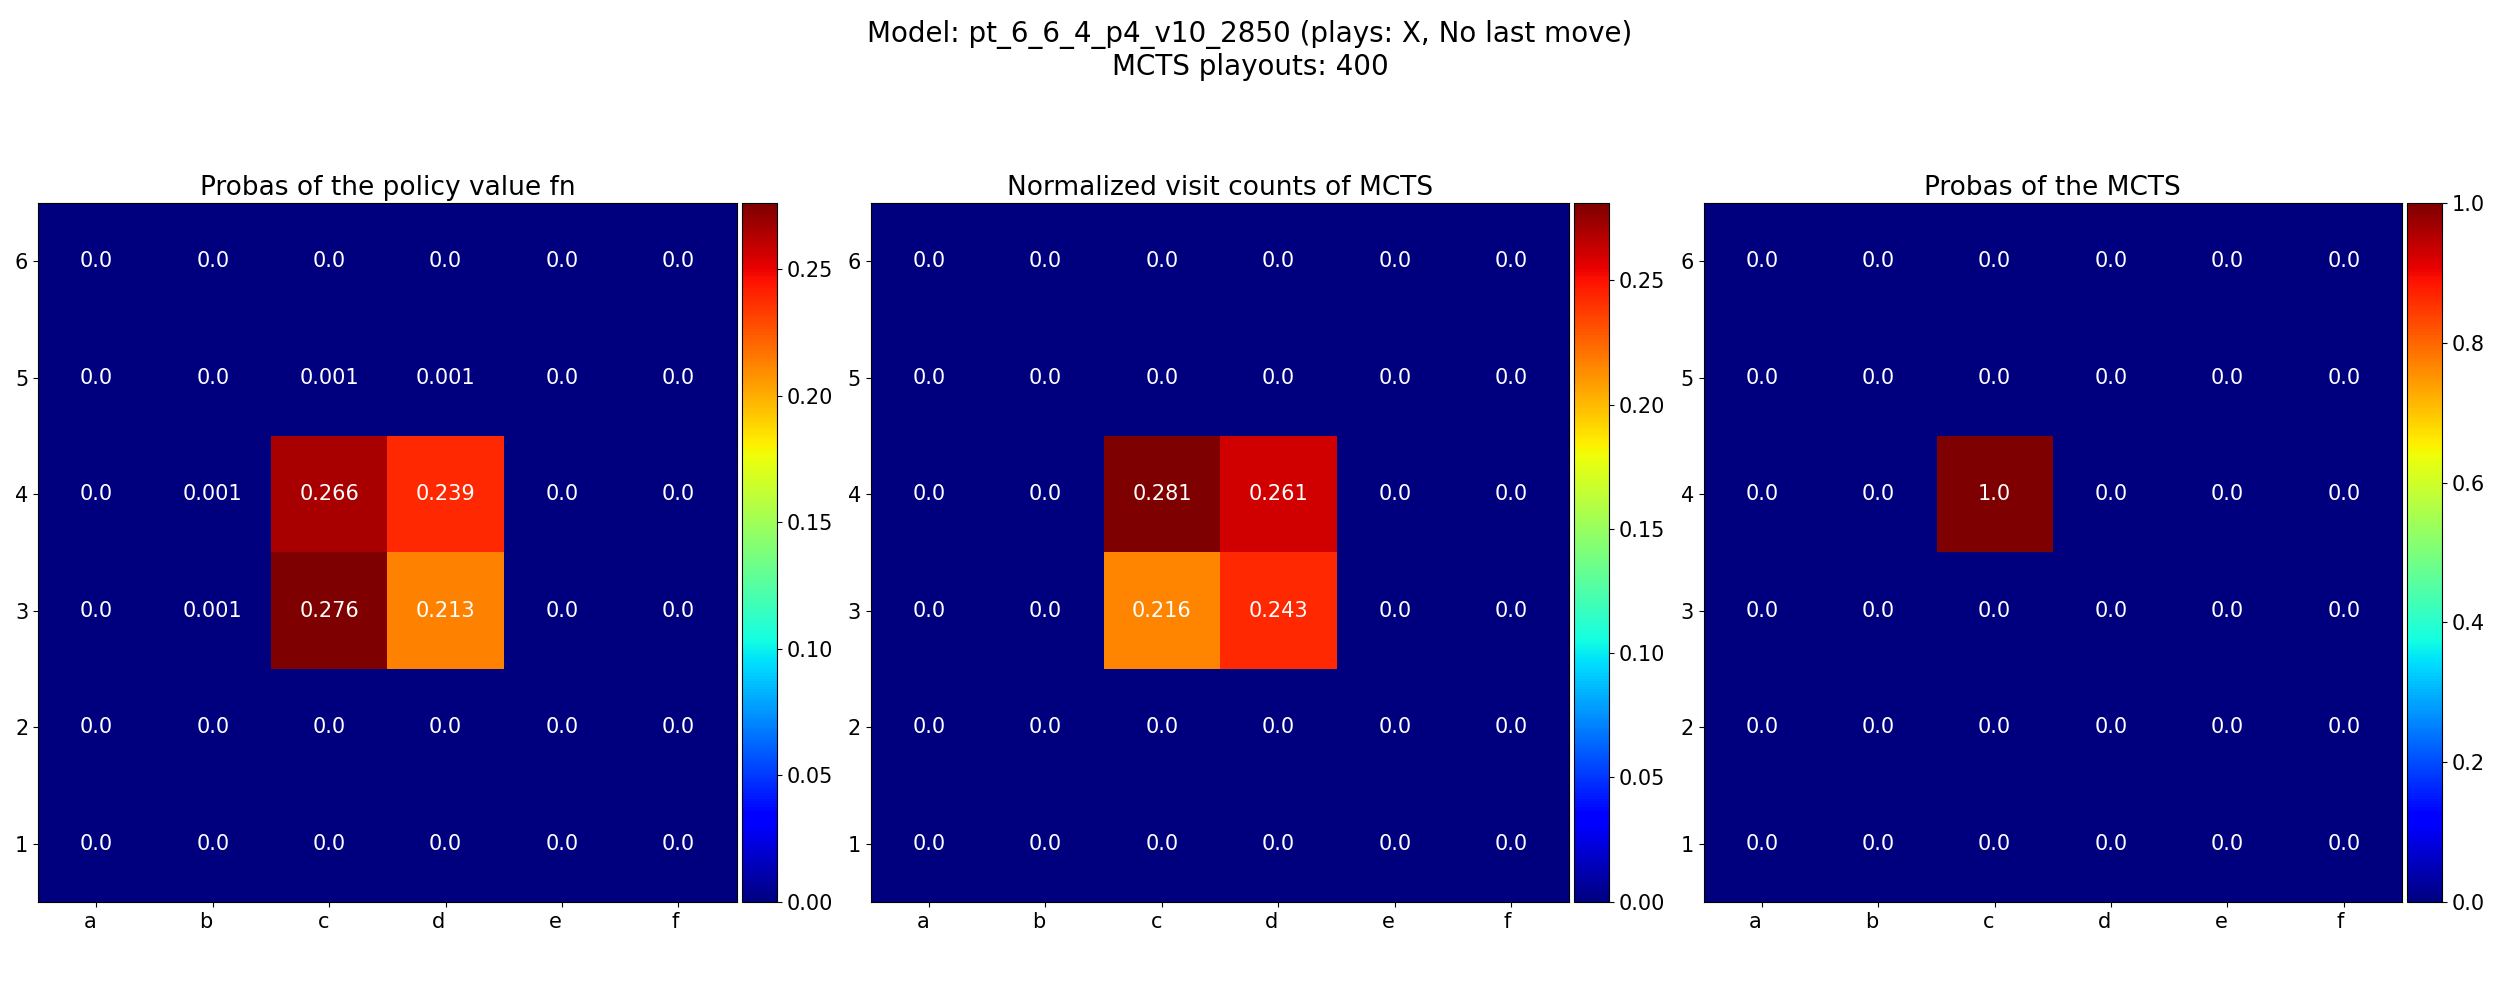 Model: pt_6_6_4_p4_v10_2850 (plays: X, No last move)
MCTS playouts: 400
Probas of the policy value fn
6 0.0 0.0 0.0 0.0 0.0 0.0
5 0.0 0.0 0.001 0.001 0.0 0.0
4 0.0 0.001 0.266 0.239 0.0 0.0
3 0.0 0.001 0.276 0.213 0.0 0.0
2 0.0 0.0 0.0 0.0 0.0 0.0
1 0.0 0.0 0.0 0.0 0.0 0.0
a b c d e f
0.25
0.20
0.15
0.10
0.05
0.00
Normalized visit counts of MCTS
6 0.0 0.0 0.0 0.0 0.0 0.0
5 0.0 0.0 0.0 0.0 0.0 0.0
4 0.0 0.0 0.281 0.261 0.0 0.0
3 0.0 0.0 0.216 0.243 0.0 0.0
2 0.0 0.0 0.0 0.0 0.0 0.0
1 0.0 0.0 0.0 0.0 0.0 0.0
a b c d e f
0.25
0.20
0.15
0.10
0.05
0.00
Probas of the MCTS
6 0.0 0.0 0.0 0.0 0.0 0.0
5 0.0 0.0 0.0 0.0 0.0 0.0
4 0.0 0.0 1.0 0.0 0.0 0.0
3 0.0 0.0 0.0 0.0 0.0 0.0
2 0.0 0.0 0.0 0.0 0.0 0.0
1 0.0 0.0 0.0 0.0 0.0 0.0
a b c d e f
1.0
0.8
0.6
0.4
0.2
0.0